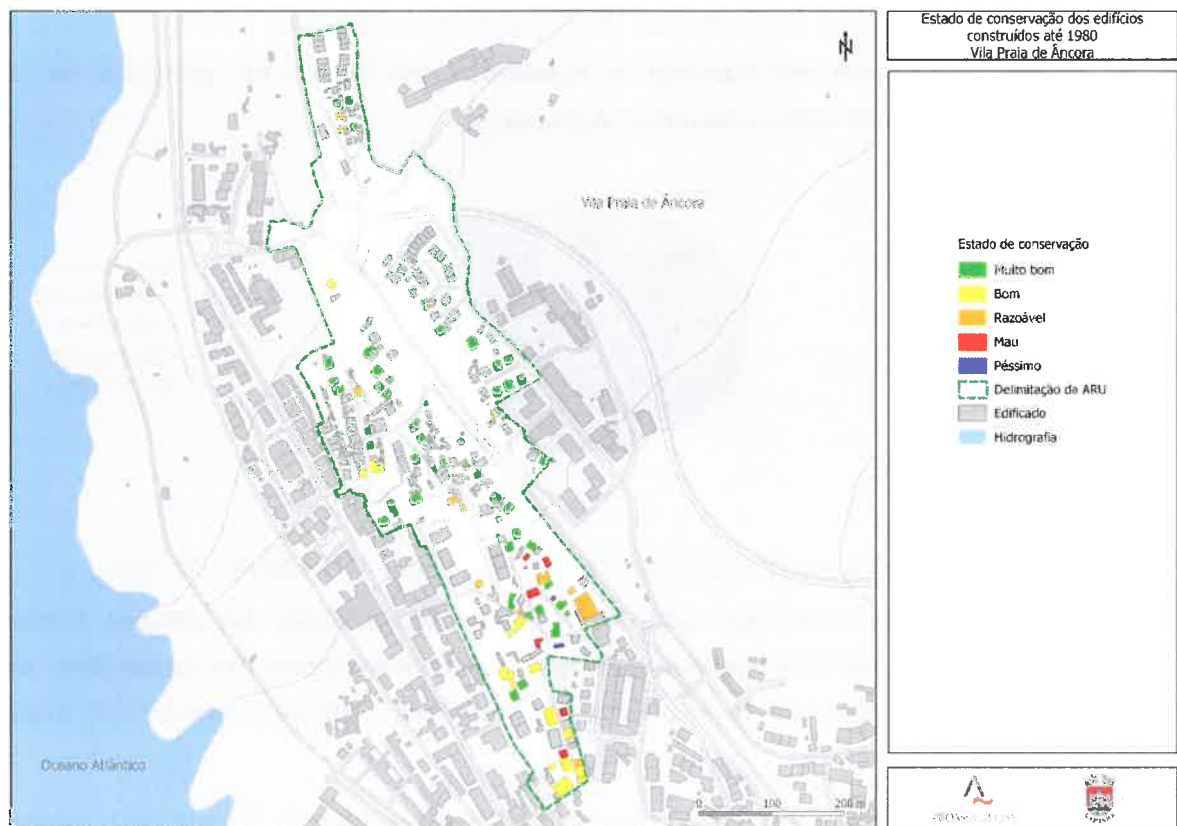 Estado de conservação dos edifícios
construídos até 1980
Vila Praia de Âncora
N
Vila Praia de Âncora
Estado de conservação
Muito bom
Bom
Razoável
Mau
Péssimo
Delimitação da ARU
Edificado
Hidrografia
Oceano Atlântico
0 100 200 m
CAMINHA